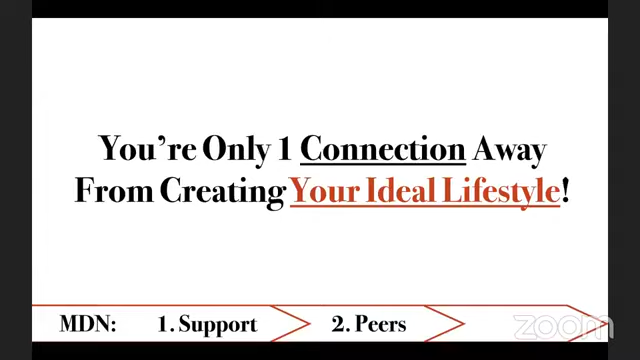 You're Only 1 Connection Away
From Creating Your Ideal Lifestyle!
MDN: 1. Support 2. Peers
zoom